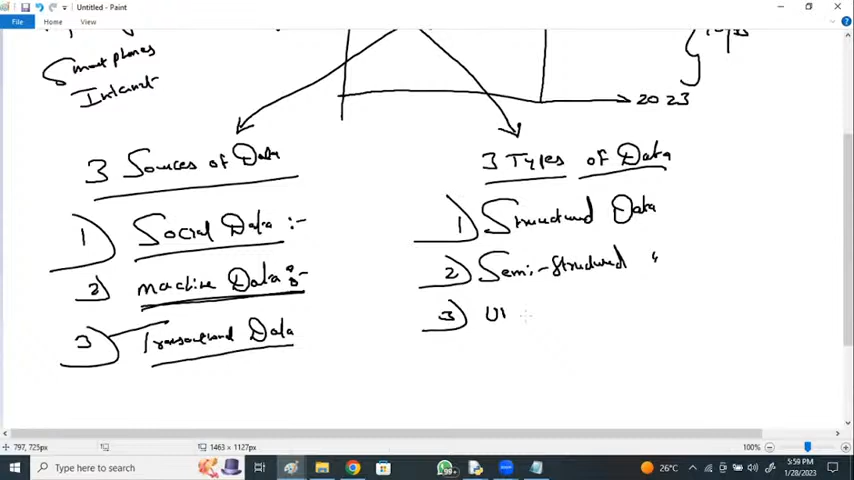 Untitled - Paint
File Home View
Smart phones
Internet
2023
3 Sources of Data
3 Types of Data
1) Social Data :-
1) Structured Data
2) machine Data :-
2) Semi-Structured "
3) Transactional Data
3) Un
797, 725px
1463 × 1127px
100%
Type here to search
99+
26°C
5:59 PM
1/28/2023